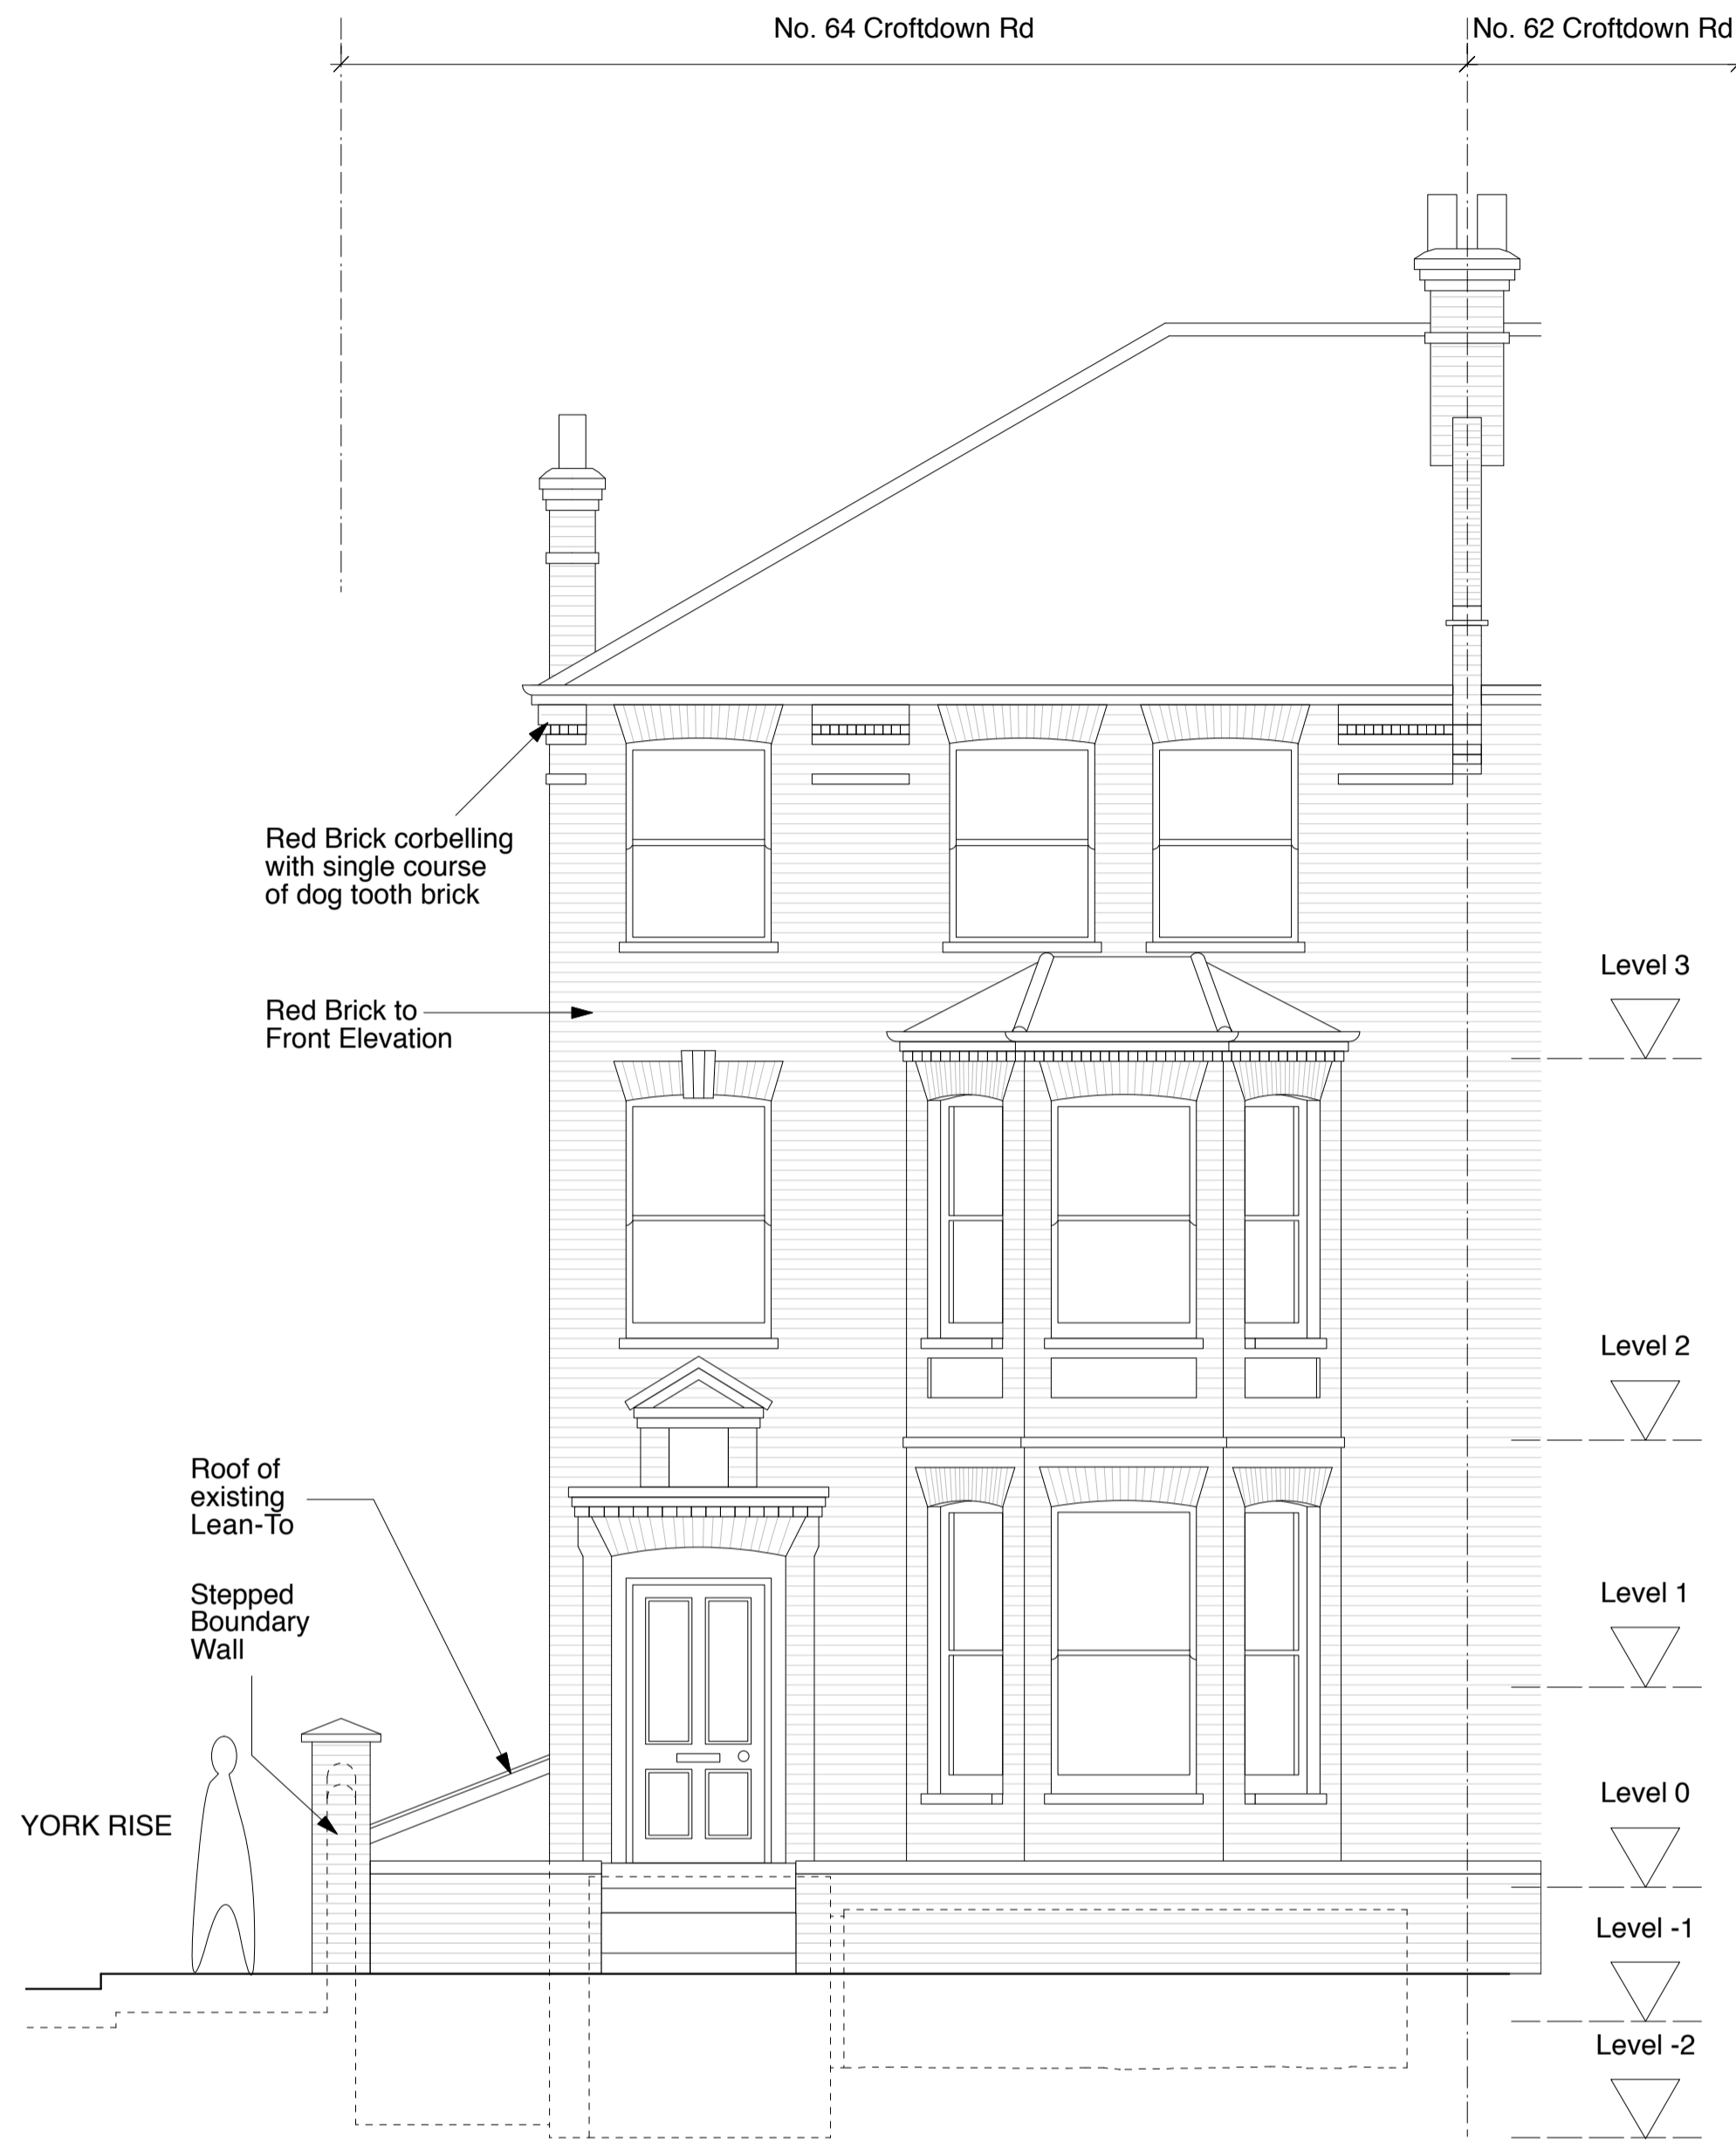 No. 64 Croftdown Rd
No. 62 Croftdown Rd
Red Brick corbelling
with single course
of dog tooth brick
Level 3
Red Brick to
Front Elevation
Level 2
Roof of
existing
Lean-To
Stepped
Boundary
Wall
Level 1
Level 0
YORK RISE
Level -1
Level -2